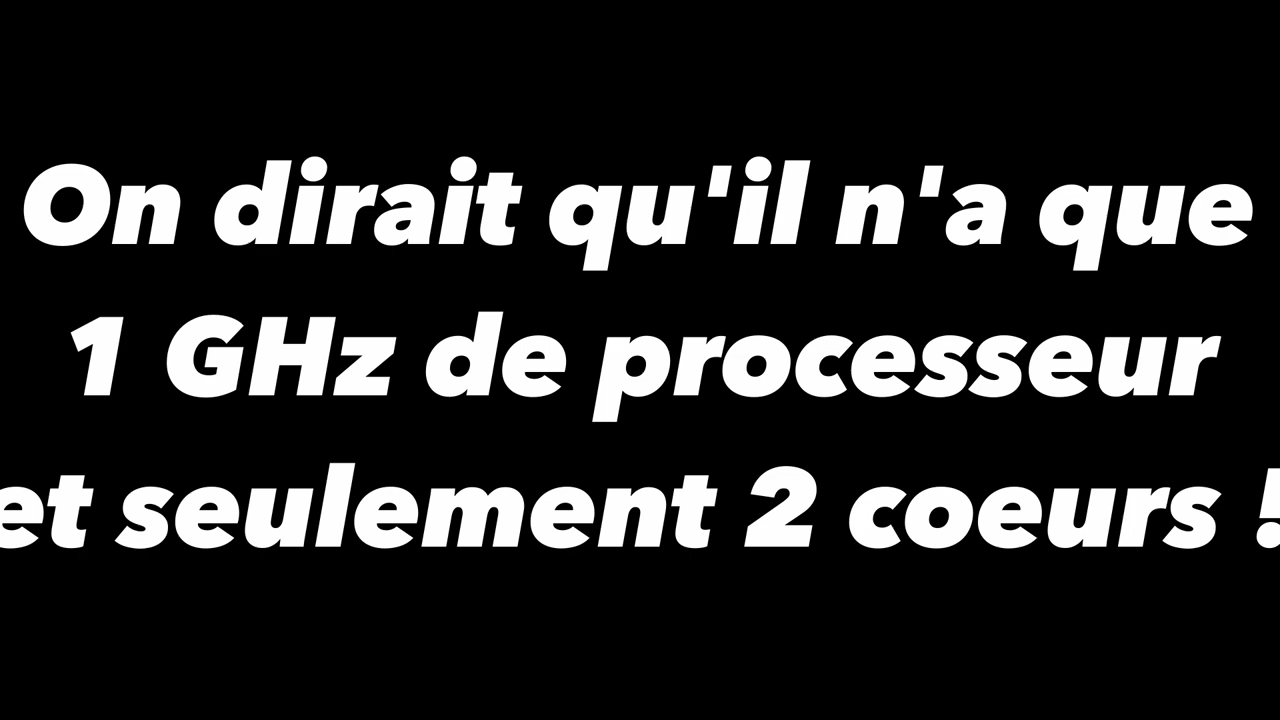 On dirait qu'il n'a que
1 GHz de processeur
et seulement 2 coeurs !